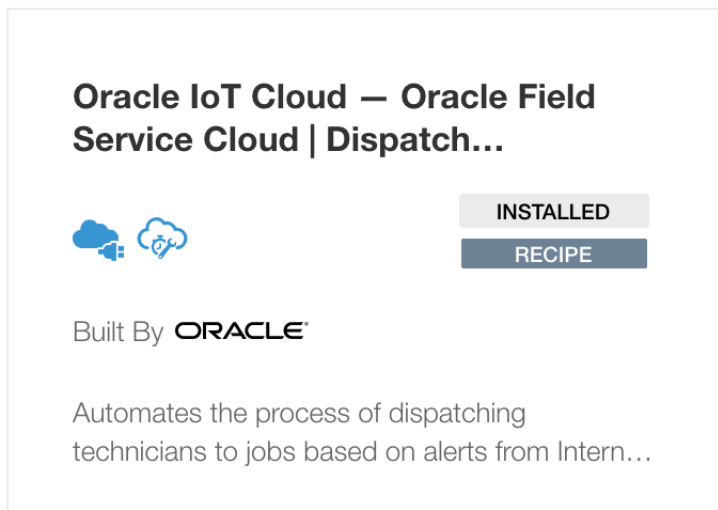 Oracle IoT Cloud — Oracle Field
Service Cloud | Dispatch...
INSTALLED
RECIPE
Built By ORACLE®
Automates the process of dispatching
technicians to jobs based on alerts from Intern...